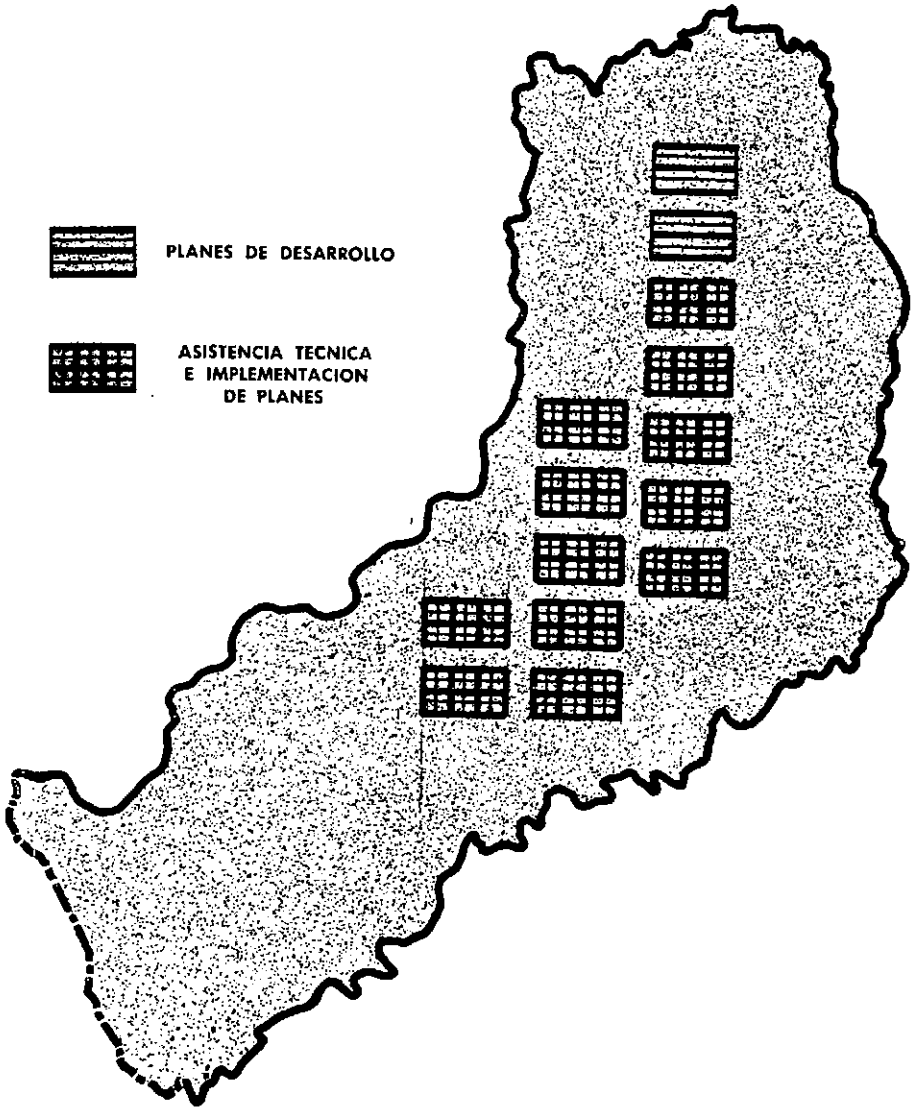 PLANES DE DESARROLLO
ASISTENCIA TECNICA
E IMPLEMENTACION
DE PLANES